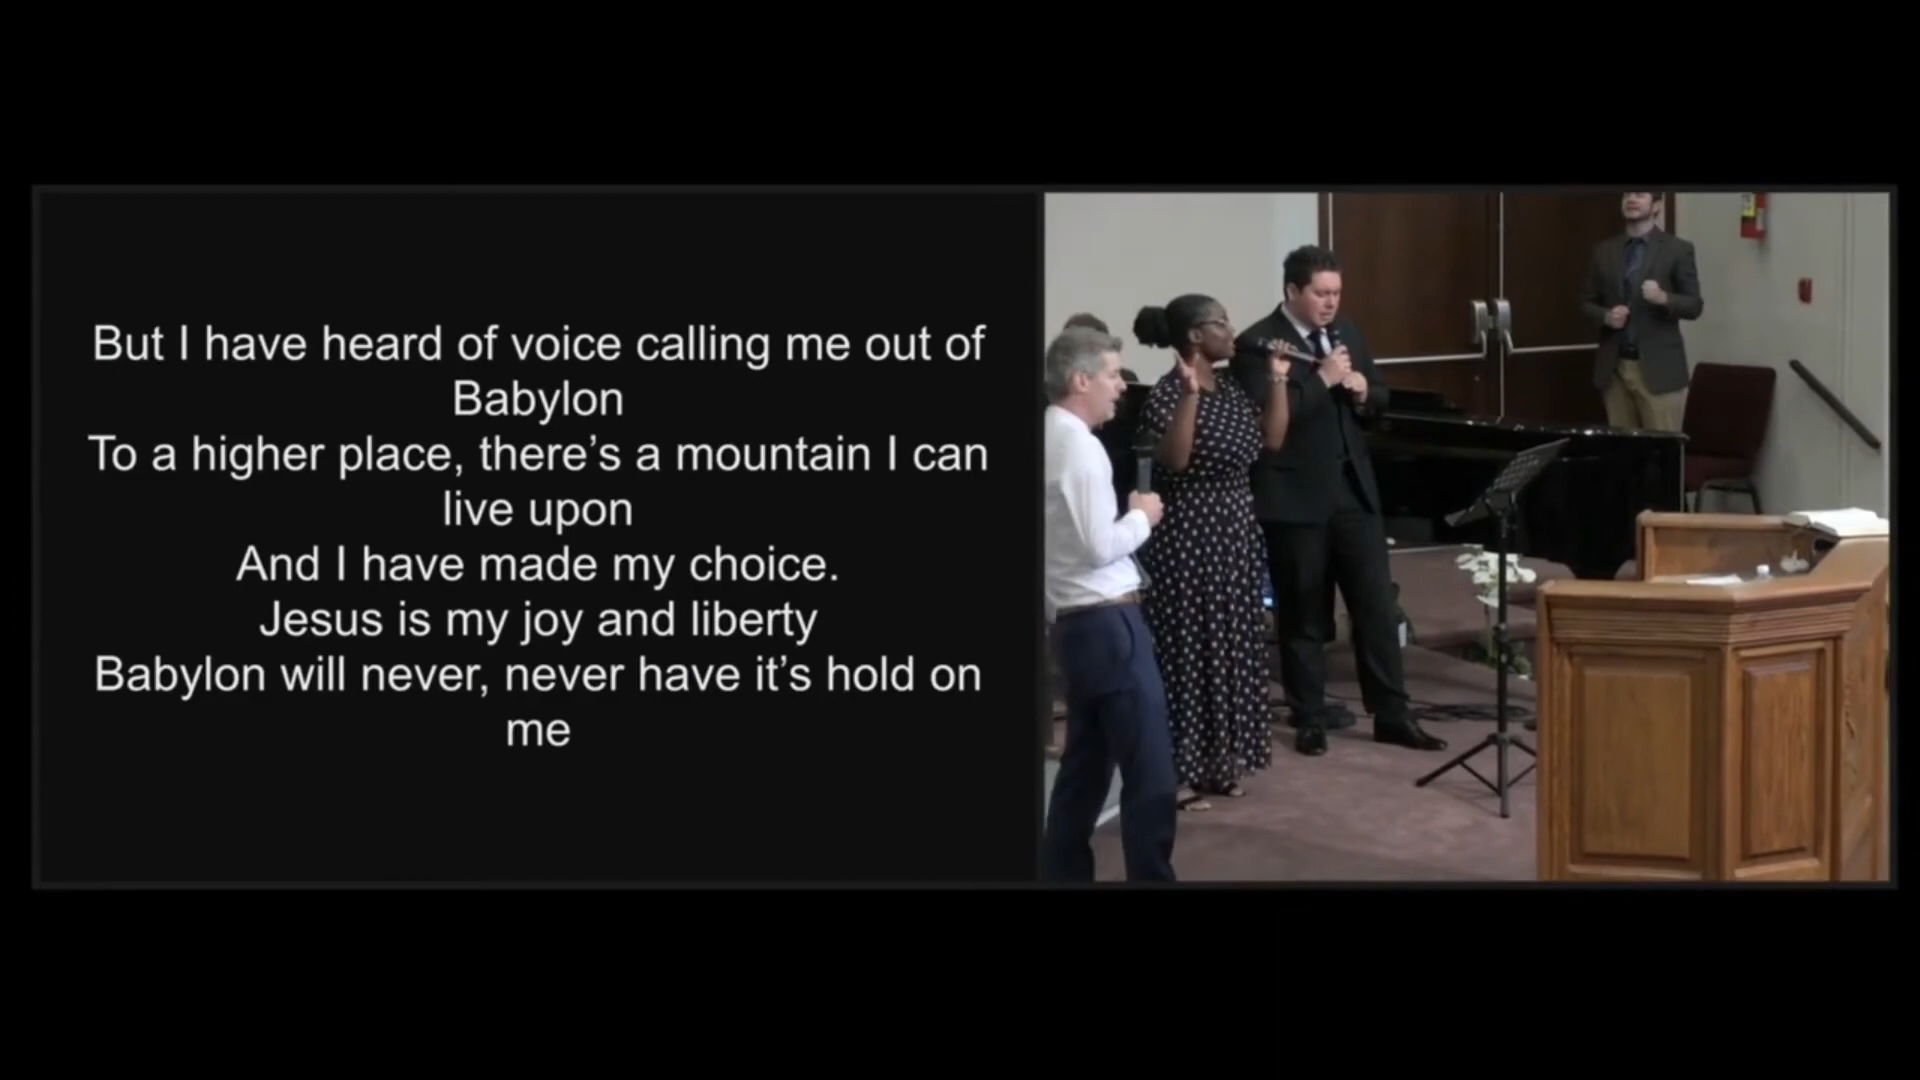 But I have heard of voice calling me out of
Babylon
To a higher place, there’s a mountain I can
live upon
And I have made my choice.
Jesus is my joy and liberty
Babylon will never, never have it’s hold on
me